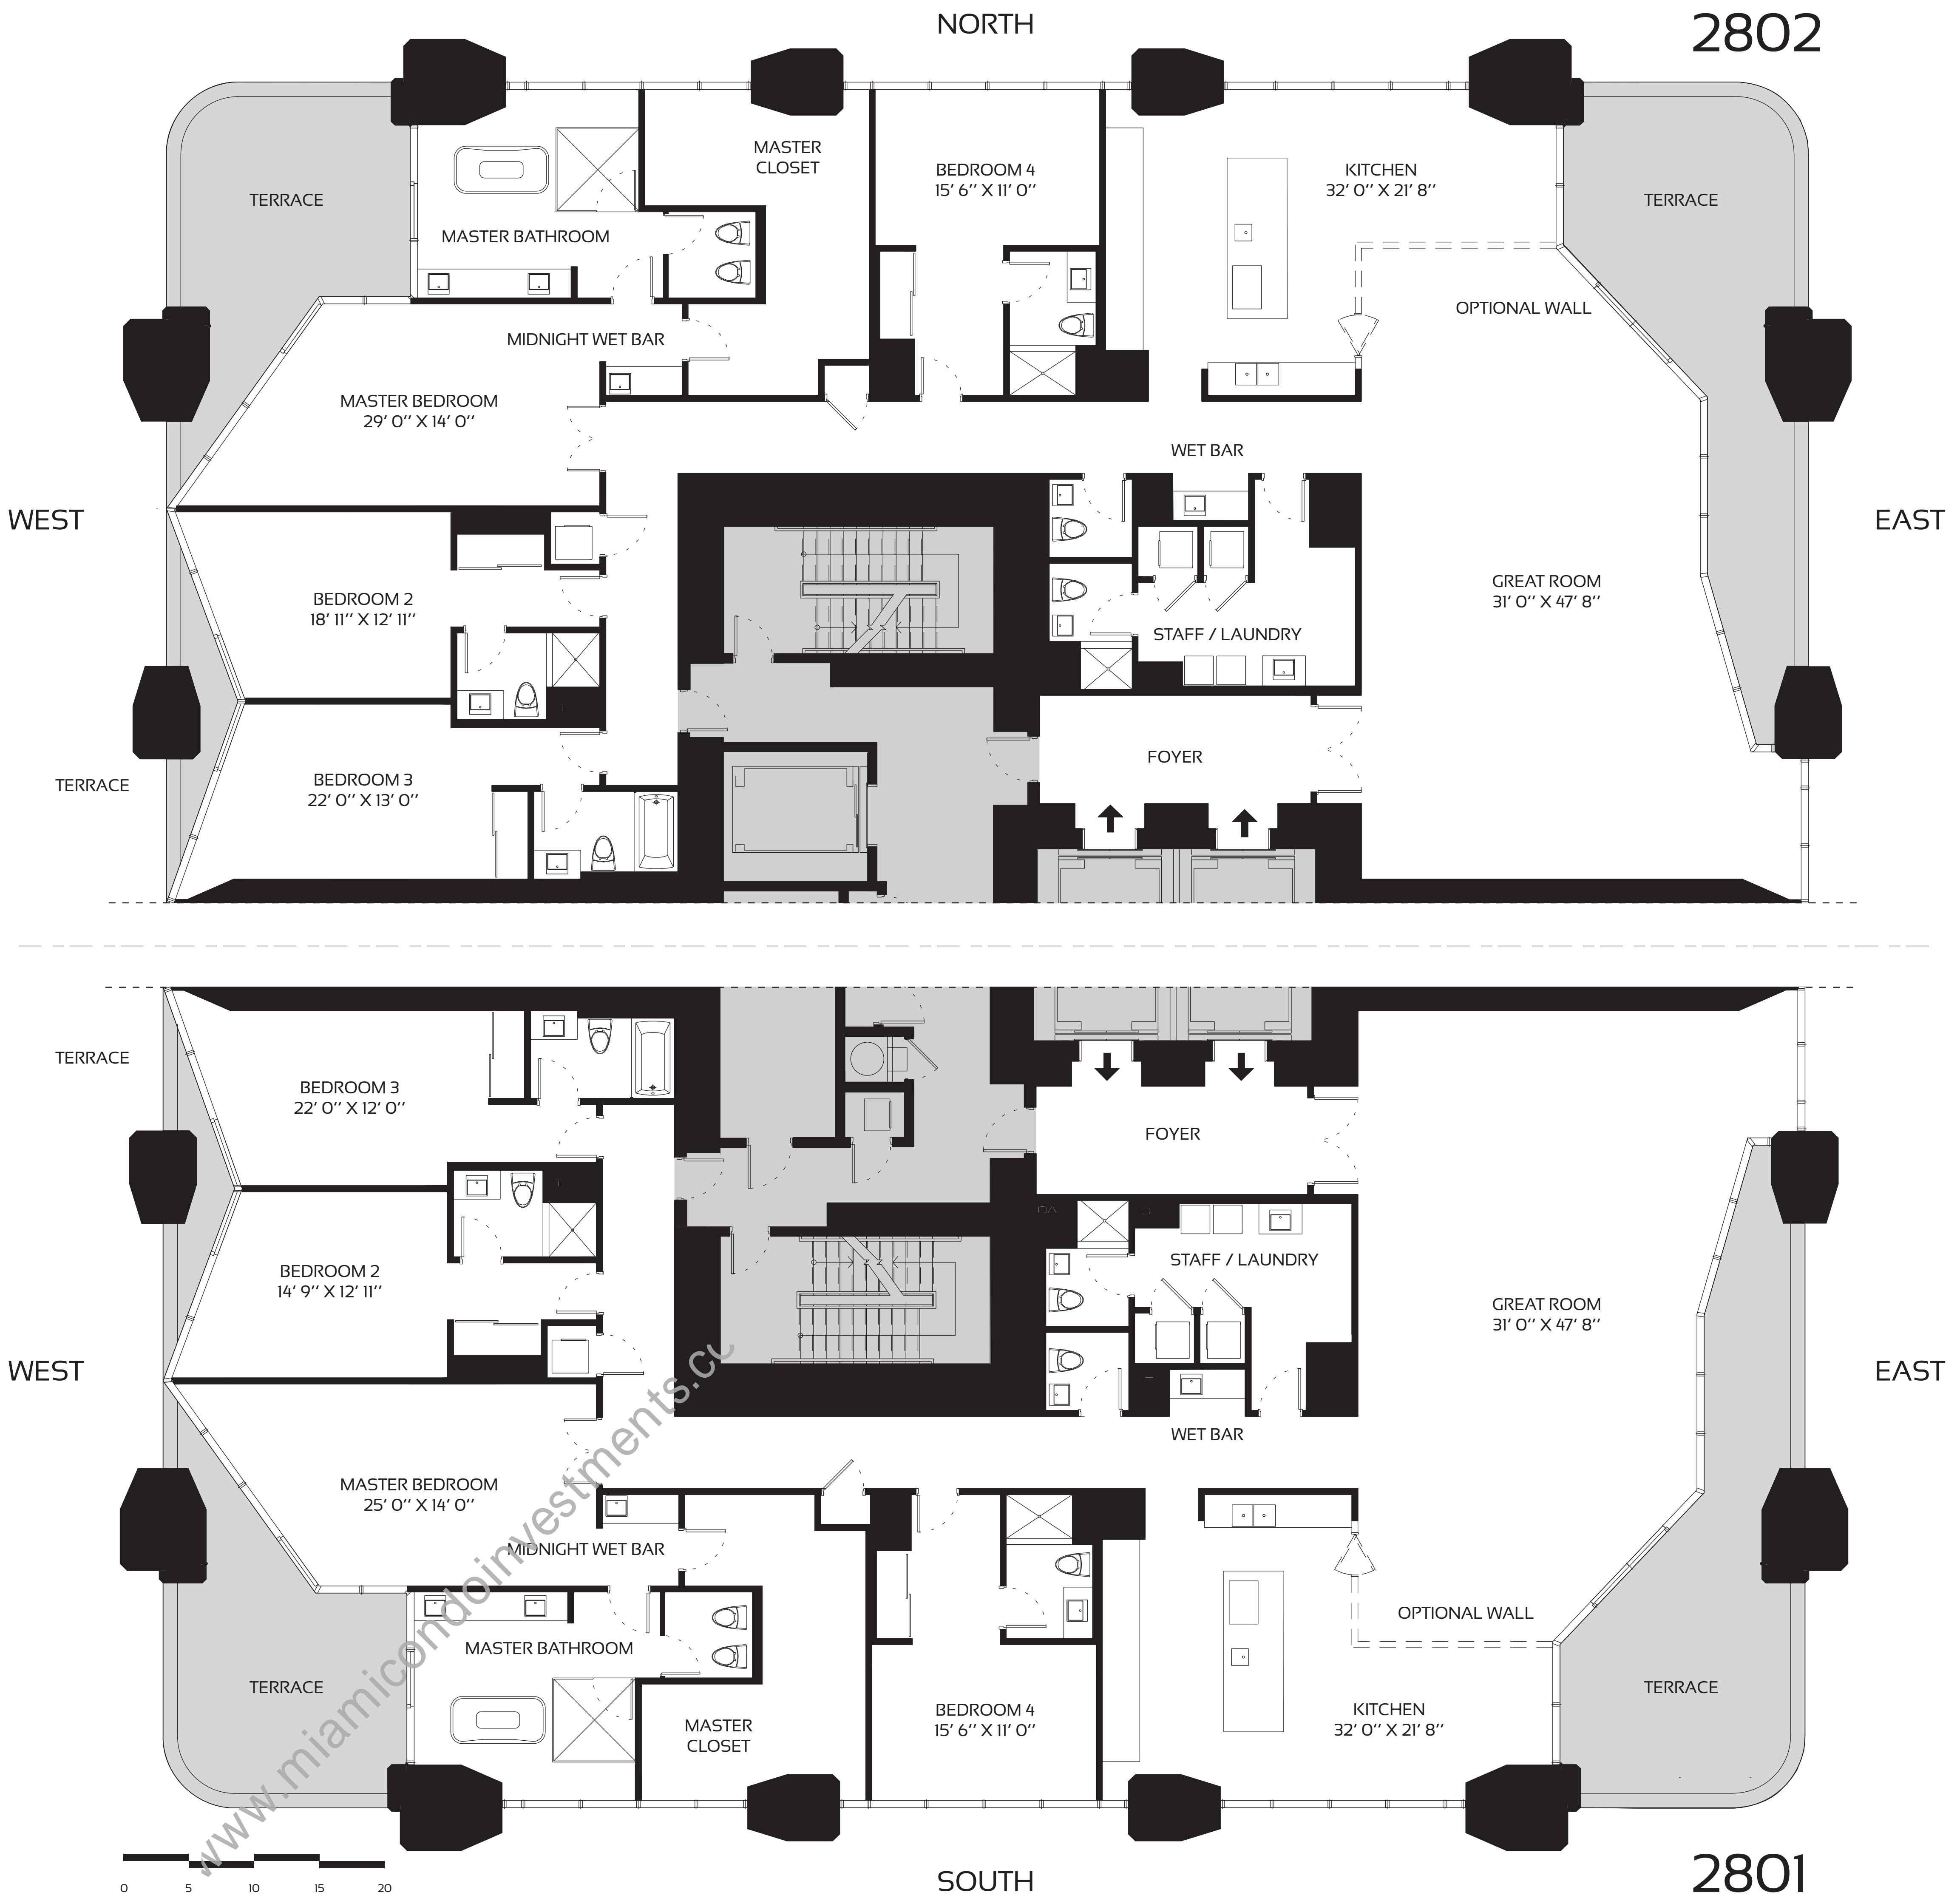 NORTH
2802
MASTER
CLOSET
BEDROOM 4
15' 6'' X 11' 0''
KITCHEN
32' 0'' X 21' 8''
TERRACE
TERRACE
MASTER BATHROOM
OPTIONAL WALL
MIDNIGHT WET BAR
MASTER BEDROOM
29' 0'' X 14' 0''
WET BAR
WEST
EAST
BEDROOM 2
18' 11'' X 12' 11''
GREAT ROOM
31' 0'' X 47' 8''
STAFF / LAUNDRY
FOYER
TERRACE
BEDROOM 3
22' 0'' X 13' 0''
TERRACE
BEDROOM 3
22' 0'' X 12' 0''
FOYER
STAFF / LAUNDRY
BEDROOM 2
14' 9'' X 12' 11''
GREAT ROOM
31' 0'' X 47' 8''
WEST
EAST
WET BAR
MASTER BEDROOM
25' 0'' X 14' 0''
MIDNIGHT WET BAR
OPTIONAL WALL
MASTER BATHROOM
TERRACE
TERRACE
MASTER
CLOSET
BEDROOM 4
15' 6'' X 11' 0''
KITCHEN
32' 0'' X 21' 8''
www.miamicondoinvestments.cc
0 5 10 15 20
SOUTH
2801